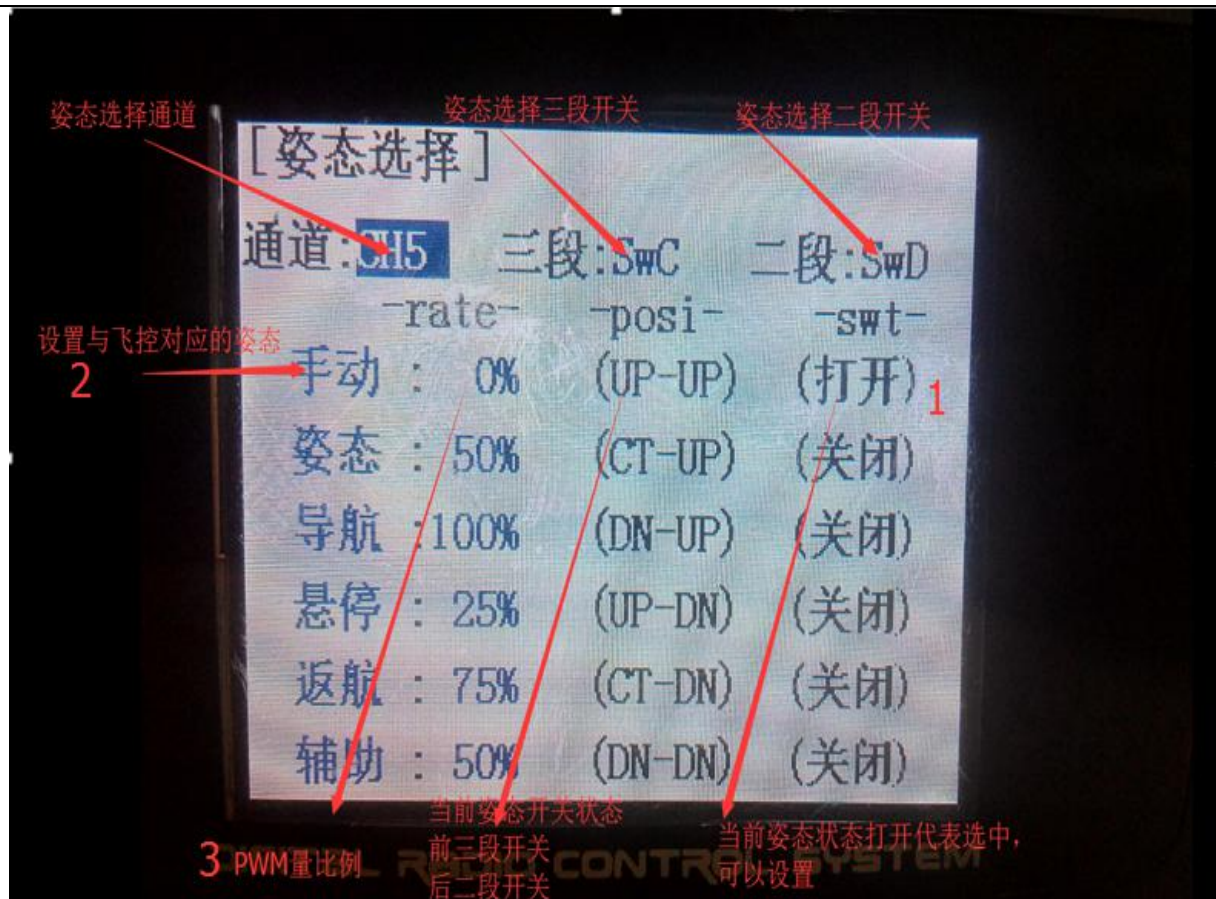 姿态选择通道
姿态选择三段开关
姿态选择二段开关
[姿态选择]
通道:CH5 三段:SwC 二段:SwD
-rate- -posi- -swt-
设置与飞控对应的姿态
2
手动 : 0% (UP-UP) (打开)
1
姿态 : 50% (CT-UP) (关闭)
导航 :100% (DN-UP) (关闭)
悬停 : 25% (UP-DN) (关闭)
返航 : 75% (CT-DN) (关闭)
辅助 : 50% (DN-DN) (关闭)
3 PWM量比例
当前姿态开关状态
前三段开关
后二段开关
当前姿态状态打开代表选中,
可以设置
CONTROL SYSTEM